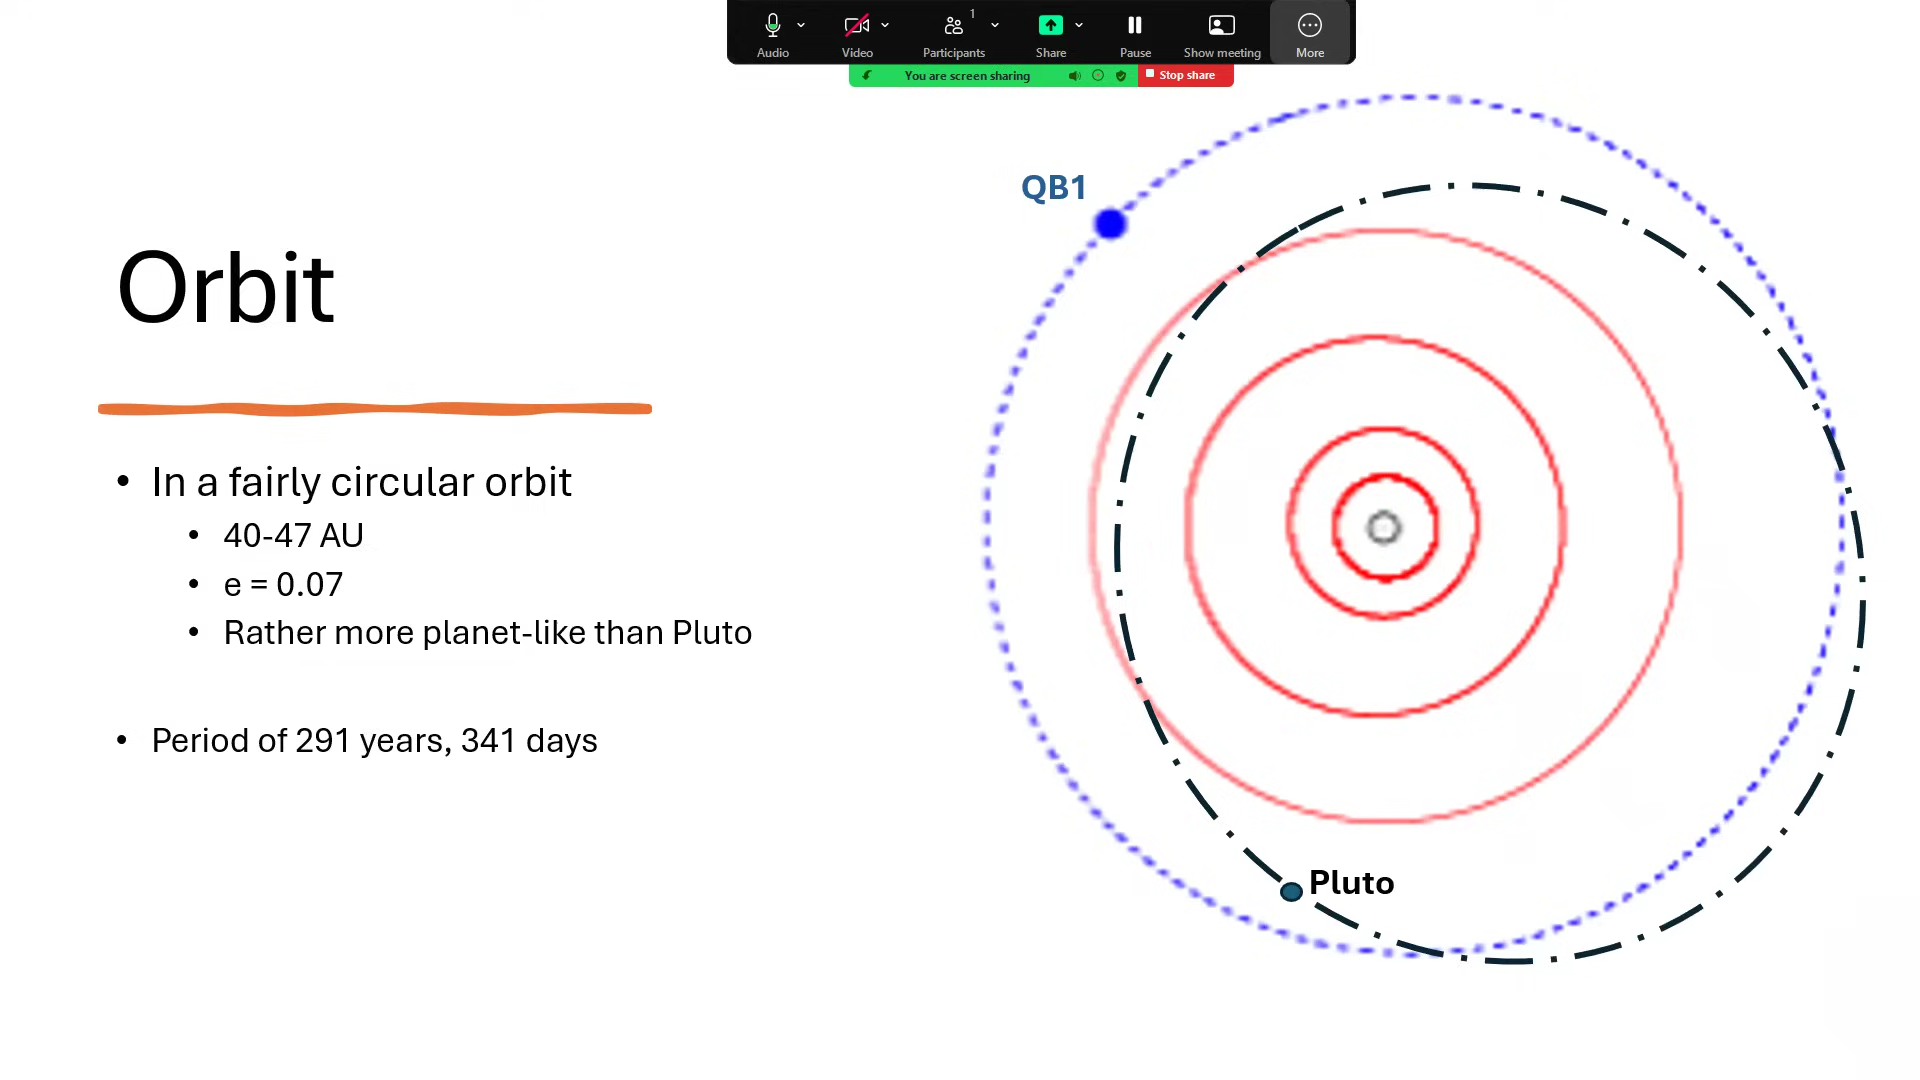 1
Audio
Video
Participants
Share
Pause
Show meeting
More
You are screen sharing
Stop share
QB1
Orbit
• In a fairly circular orbit
• 40-47 AU
• e = 0.07
• Rather more planet-like than Pluto
• Period of 291 years, 341 days
Pluto